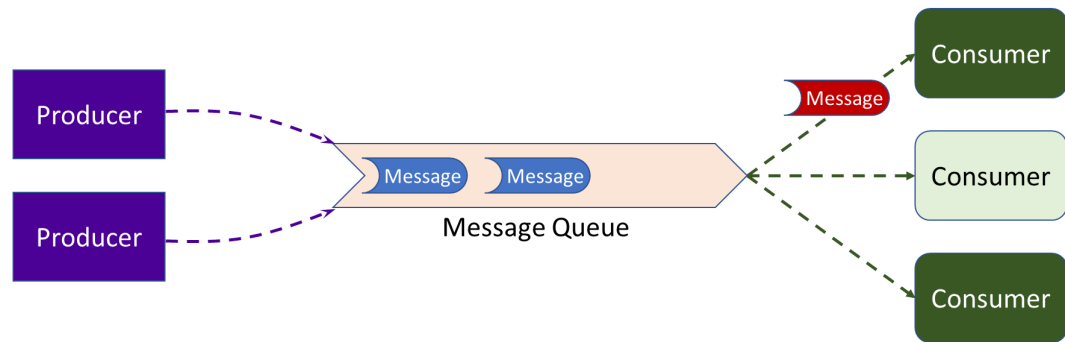 Producer
Producer
Message
Message
Message Queue
Message
Consumer
Consumer
Consumer